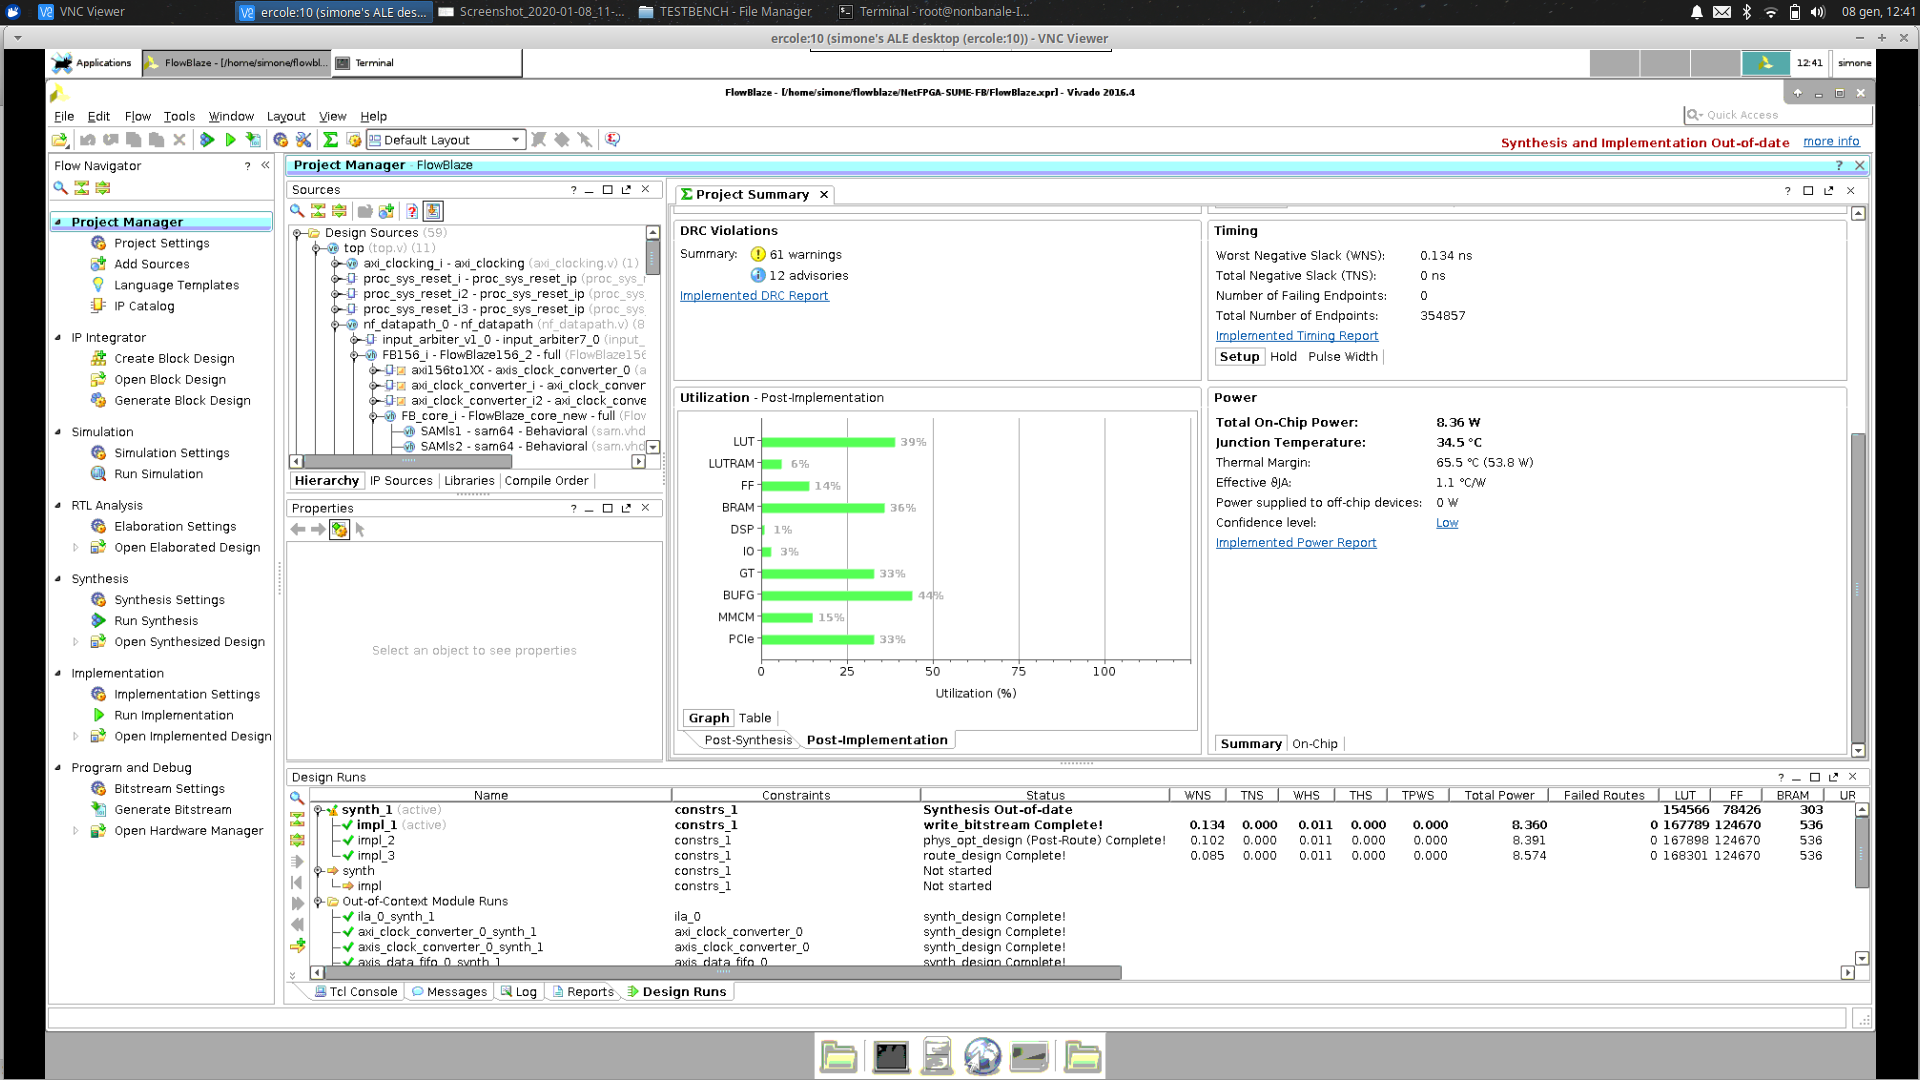 VNC Viewer
ercole:10 (simone's ALE des...
Screenshot_2020-01-08_11-...
TESTBENCH - File Manager
Terminal - root@nonbanale-I...
08 gen, 12:41
ercole:10 (simone's ALE desktop (ercole:10)) - VNC Viewer
Applications
FlowBlaze - [/home/simone/flowbl...
Terminal
12:41
simone
FlowBlaze - [/home/simone/flowblaze/NetFPGA-SUME-FB/FlowBlaze.xpr] - Vivado 2016.4
File Edit Flow Tools Window Layout View Help
Quick Access
Default Layout
Synthesis and Implementation Out-of-date more info
Flow Navigator
Project Manager
Project Settings
Add Sources
Language Templates
IP Catalog
IP Integrator
Create Block Design
Open Block Design
Generate Block Design
Simulation
Simulation Settings
Run Simulation
RTL Analysis
Elaboration Settings
Open Elaborated Design
Synthesis
Synthesis Settings
Run Synthesis
Open Synthesized Design
Implementation
Implementation Settings
Run Implementation
Open Implemented Design
Program and Debug
Bitstream Settings
Generate Bitstream
Open Hardware Manager
Project Manager - FlowBlaze
Sources
Design Sources (59)
top (top.v) (11)
axi_clocking_i - axi_clocking (axi_clocking.v) (1)
proc_sys_reset_i - proc_sys_reset_ip (proc_sys_r
proc_sys_reset_i2 - proc_sys_reset_ip (proc_sys_
proc_sys_reset_i3 - proc_sys_reset_ip (proc_sys_
nf_datapath_0 - nf_datapath (nf_datapath.v) (8
input_arbiter_v1_0 - input_arbiter7_0 (input_
FB156_i - FlowBlaze156_2 - full (FlowBlaze156
axi156to1XX - axis_clock_converter_0 (a
axi_clock_converter_i - axi_clock_conver
axi_clock_converter_i2 - axi_clock_conve
FB_core_i - FlowBlaze_core_new - full (Flov
SAMls1 - sam64 - Behavioral (sam.vhd
SAMls2 - sam64 - Behavioral (sam.vhd
Hierarchy IP Sources Libraries Compile Order
Properties
Select an object to see properties
Project Summary
DRC Violations
Summary: 61 warnings
12 advisories
Implemented DRC Report
Timing
Worst Negative Slack (WNS): 0.134 ns
Total Negative Slack (TNS): 0 ns
Number of Failing Endpoints: 0
Total Number of Endpoints: 354857
Implemented Timing Report
Setup Hold Pulse Width
Utilization - Post-Implementation
LUT 39%
LUTRAM 6%
FF 14%
BRAM 36%
DSP 1%
IO 3%
GT 33%
BUFG 44%
MMCM 15%
PCIe 33%
0 25 50 75 100
Utilization (%)
Graph Table
Post-Synthesis Post-Implementation
Power
Total On-Chip Power: 8.36 W
Junction Temperature: 34.5 °C
Thermal Margin: 65.5 °C (53.8 W)
Effective ϑJA: 1.1 °C/W
Power supplied to off-chip devices: 0 W
Confidence level: Low
Implemented Power Report
Summary On-Chip
Design Runs
Name Constraints Status WNS TNS WHS THS TPWS Total Power Failed Routes LUT FF BRAM UR
synth_1 (active) constrs_1 Synthesis Out-of-date 154566 78426 303
impl_1 (active) constrs_1 write_bitstream Complete! 0.134 0.000 0.011 0.000 0.000 8.360 0 167789 124670 536
impl_2 constrs_1 phys_opt_design (Post-Route) Complete! 0.102 0.000 0.011 0.000 0.000 8.391 0 167898 124670 536
impl_3 constrs_1 route_design Complete! 0.085 0.000 0.011 0.000 0.000 8.574 0 168301 124670 536
synth constrs_1 Not started
impl constrs_1 Not started
Out-of-Context Module Runs
ila_0_synth_1 ila_0 synth_design Complete!
axi_clock_converter_0_synth_1 axi_clock_converter_0 synth_design Complete!
axis_clock_converter_0_synth_1 axis_clock_converter_0 synth_design Complete!
axis_data_fifo_0_synth_1 axis_data_fifo_0 synth_design Complete!
Tcl Console Messages Log Reports Design Runs